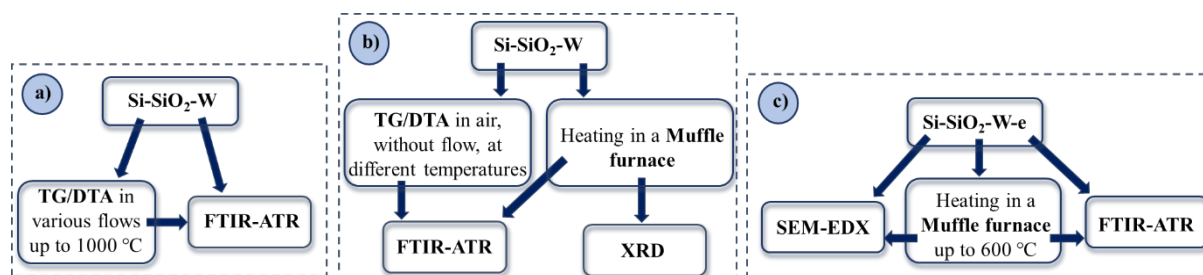 a)
Si-SiO₂-W
TG/DTA in
various flows
up to 1000 °C
FTIR-ATR
b)
Si-SiO₂-W
TG/DTA in air,
without flow, at
different temperatures
Heating in a Muffle
furnace
FTIR-ATR
XRD
c)
Si-SiO₂-W-e
SEM-EDX
Heating in a
Muffle furnace
up to 600 °C
FTIR-ATR